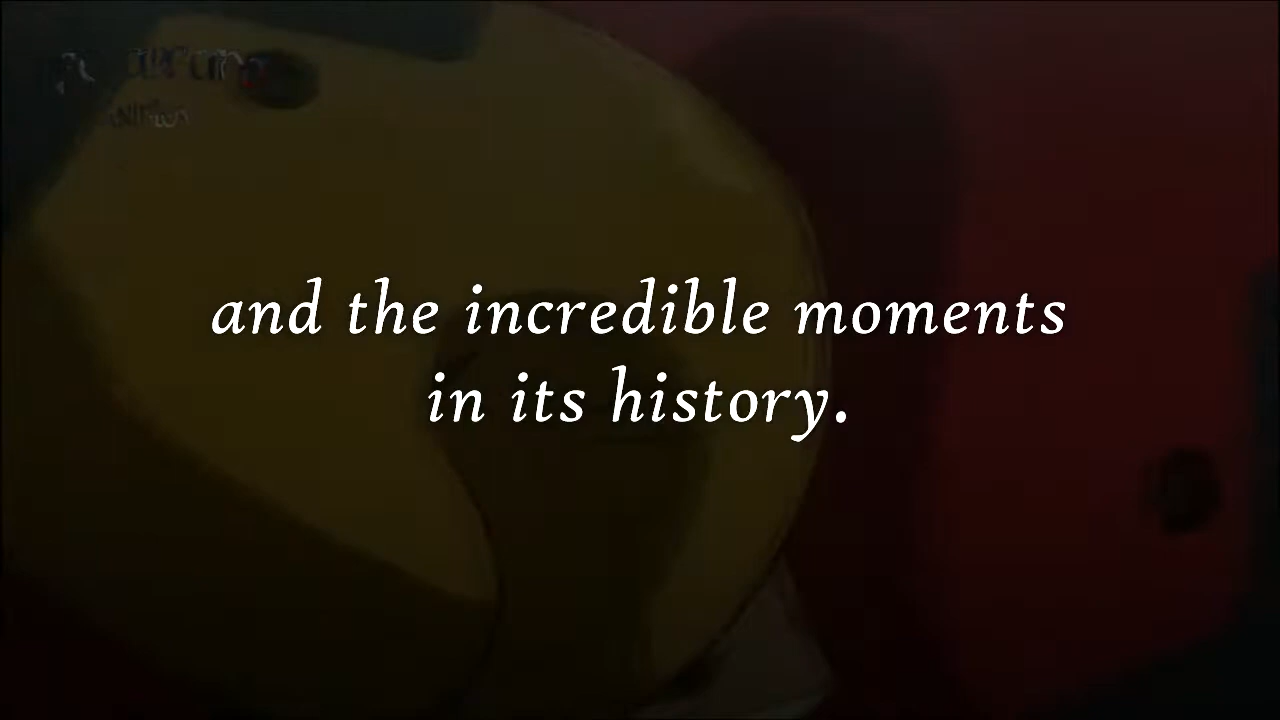 and the incredible moments
in its history.